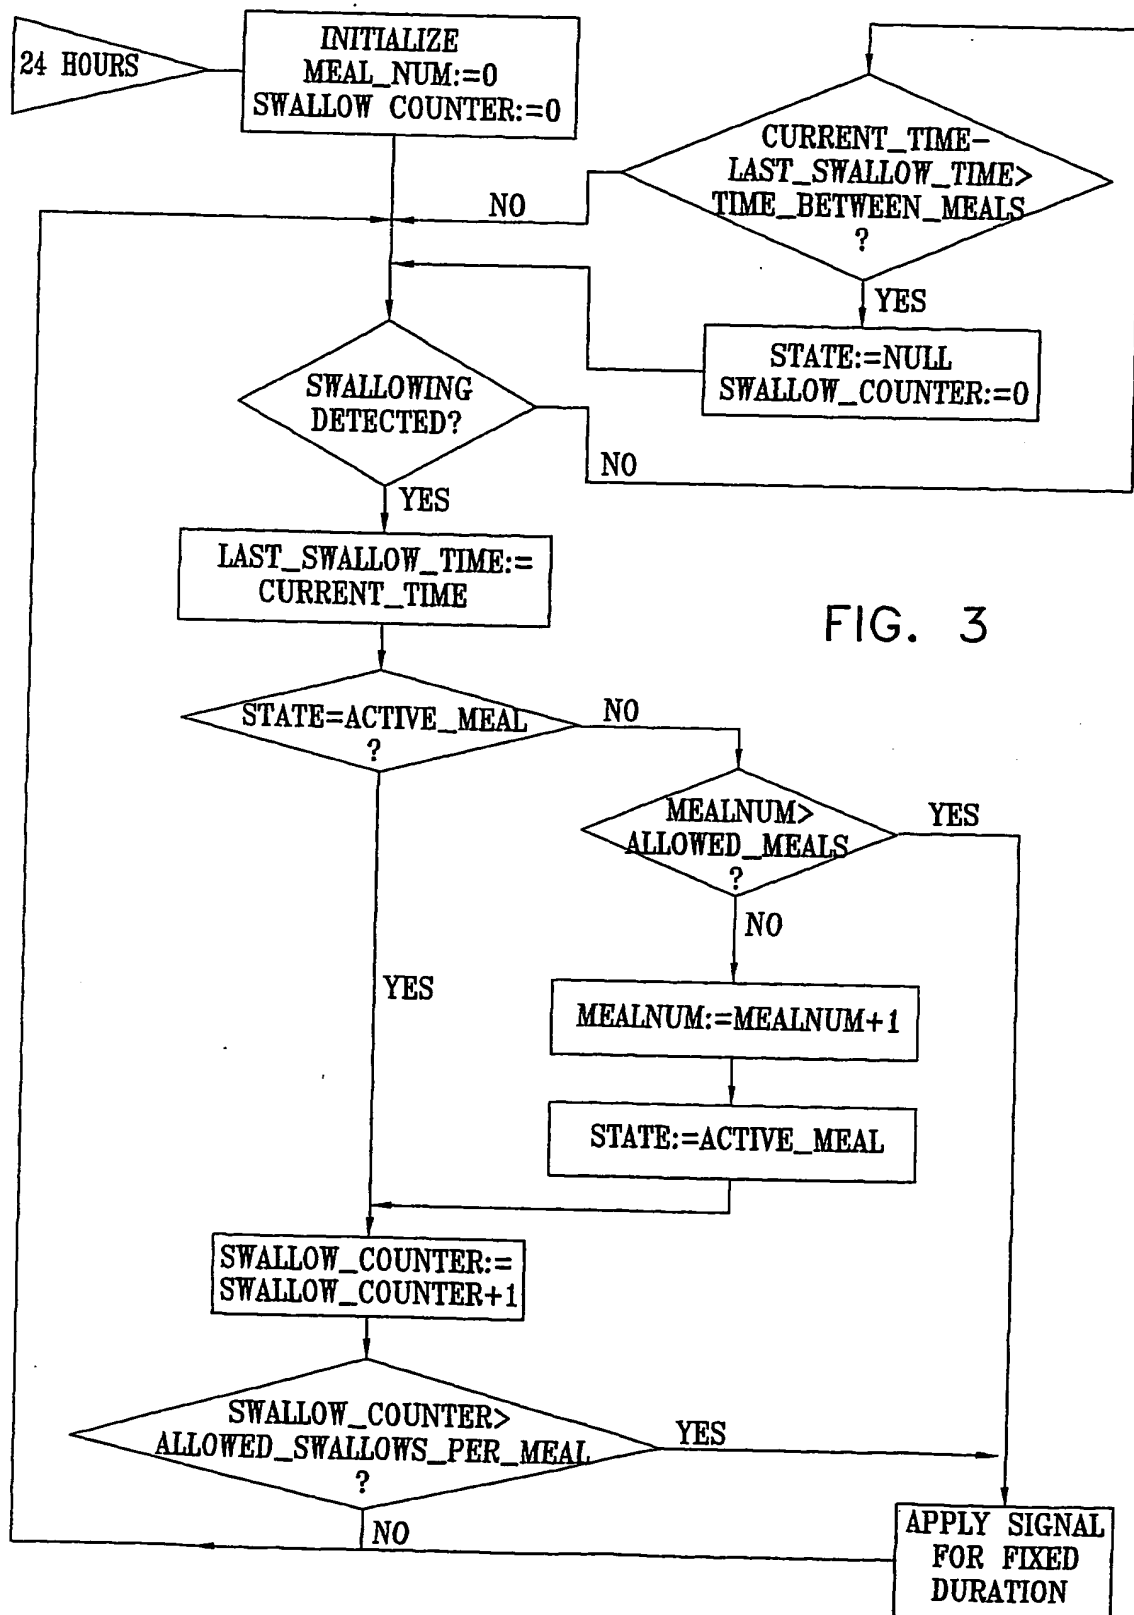 24 HOURS
INITIALIZE
MEAL_NUM:=0
SWALLOW COUNTER:=0
CURRENT_TIME-
LAST_SWALLOW_TIME>
TIME_BETWEEN_MEALS
?
NO
YES
STATE:=NULL
SWALLOW_COUNTER:=0
SWALLOWING
DETECTED?
NO
YES
LAST_SWALLOW_TIME:=
CURRENT_TIME
FIG. 3
STATE=ACTIVE_MEAL
?
NO
MEALNUM>
ALLOWED_MEALS
?
YES
NO
YES
MEALNUM:=MEALNUM+1
STATE:=ACTIVE_MEAL
SWALLOW_COUNTER:=
SWALLOW_COUNTER+1
SWALLOW_COUNTER>
ALLOWED_SWALLOWS_PER_MEAL
?
YES
NO
APPLY SIGNAL
FOR FIXED
DURATION